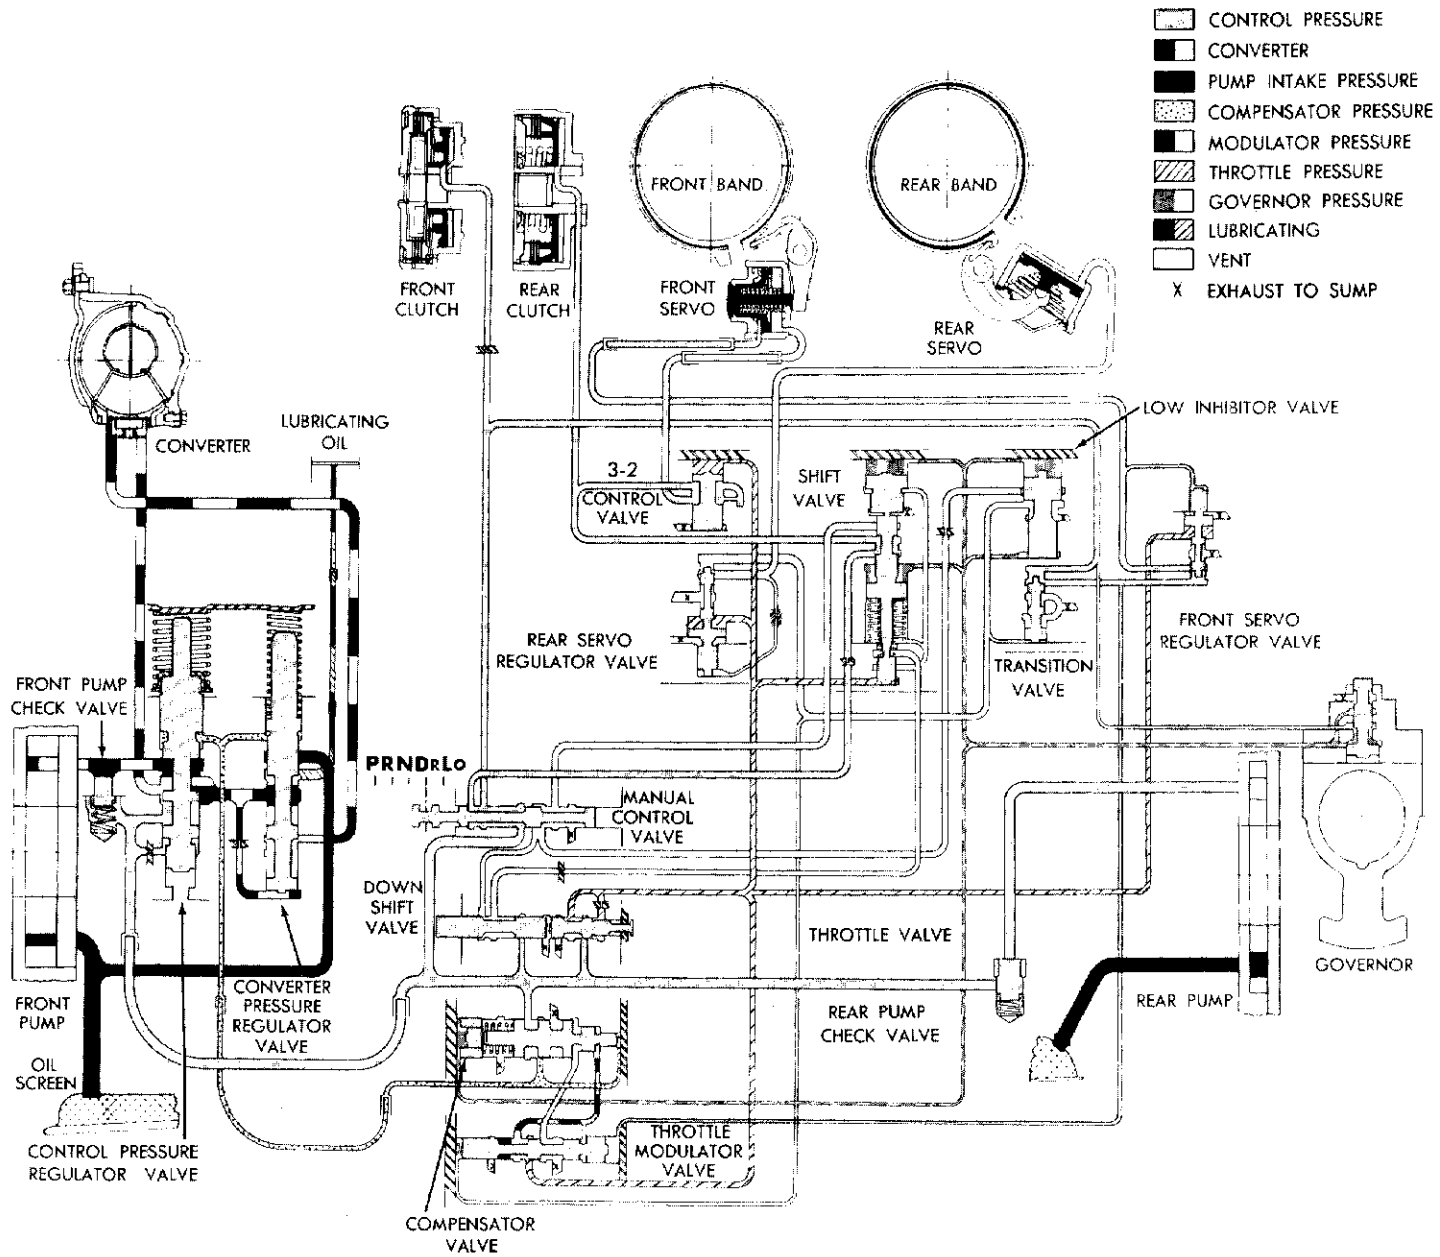 CONTROL PRESSURE
CONVERTER
PUMP INTAKE PRESSURE
COMPENSATOR PRESSURE
MODULATOR PRESSURE
THROTTLE PRESSURE
GOVERNOR PRESSURE
LUBRICATING
VENT
X EXHAUST TO SUMP
FRONT BAND
REAR BAND
FRONT
CLUTCH
REAR
CLUTCH
FRONT
SERVO
REAR
SERVO
CONVERTER
LUBRICATING
OIL
LOW INHIBITOR VALVE
3-2
CONTROL
VALVE
SHIFT
VALVE
REAR SERVO
REGULATOR VALVE
TRANSITION
VALVE
FRONT SERVO
REGULATOR VALVE
FRONT PUMP
CHECK VALVE
PRNDRLO
MANUAL
CONTROL
VALVE
DOWN
SHIFT
VALVE
THROTTLE VALVE
GOVERNOR
REAR PUMP
REAR PUMP
CHECK VALVE
FRONT
PUMP
CONVERTER
PRESSURE
REGULATOR
VALVE
OIL
SCREEN
CONTROL PRESSURE
REGULATOR VALVE
THROTTLE
MODULATOR
VALVE
COMPENSATOR
VALVE